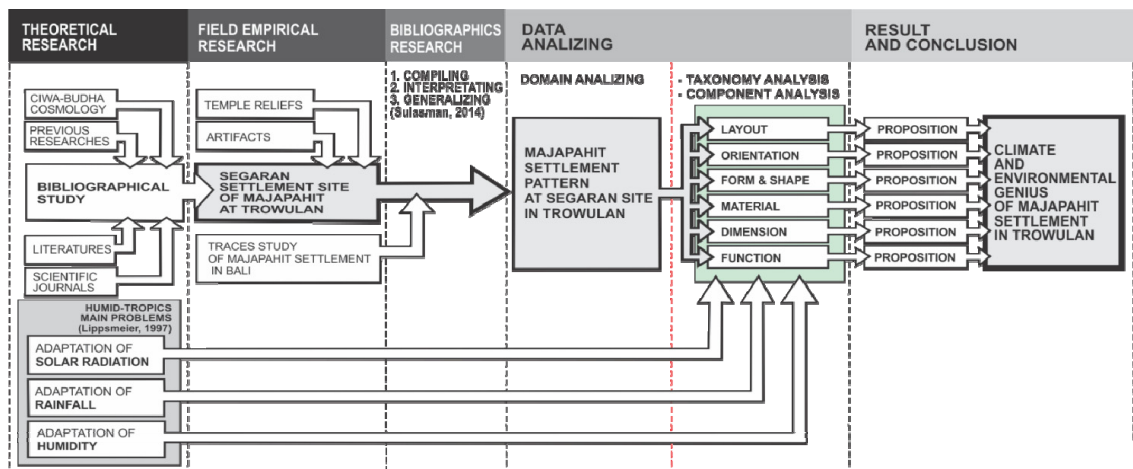 THEORETICAL
RESEARCH
FIELD EMPIRICAL
RESEARCH
BIBLIOGRAPHICS
RESEARCH
DATA
ANALIZING
RESULT
AND CONCLUSION
CIWA-BUDHA
COSMOLOGY
PREVIOUS
RESEARCHES
BIBLIOGRAPHICAL
STUDY
LITERATURES
SCIENTIFIC
JOURNALS
TEMPLE RELIEFS
ARTIFACTS
SEGARAN
SETTLEMENT SITE
OF MAJAPAHIT
AT TROWULAN
TRACES STUDY
OF MAJAPAHIT SETTLEMENT
IN BALI
1. COMPILING
2. INTERPRETATING
3. GENERALIZING
(Sulasman, 2014)
DOMAIN ANALIZING
MAJAPAHIT
SETTLEMENT
PATTERN
AT SEGARAN SITE
IN TROWULAN
- TAXONOMY ANALYSIS
- COMPONENT ANALYSIS
LAYOUT
ORIENTATION
FORM & SHAPE
MATERIAL
DIMENSION
FUNCTION
PROPOSITION
PROPOSITION
PROPOSITION
PROPOSITION
PROPOSITION
PROPOSITION
CLIMATE
AND
ENVIRONMENTAL
GENIUS
OF MAJAPAHIT
SETTLEMENT
IN TROWULAN
HUMID-TROPICS
MAIN PROBLEMS
(Lippsmeier, 1997)
ADAPTATION OF
SOLAR RADIATION
ADAPTATION OF
RAINFALL
ADAPTATION OF
HUMIDITY